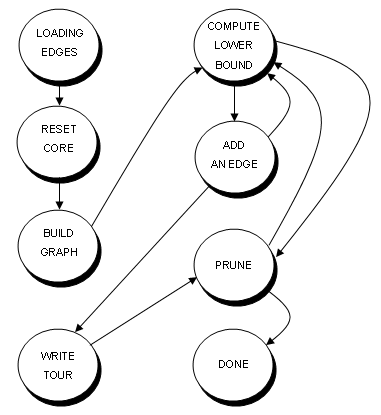 LOADING
EDGES
RESET
CORE
BUILD
GRAPH
WRITE
TOUR
COMPUTE
LOWER
BOUND
ADD
AN EDGE
PRUNE
DONE